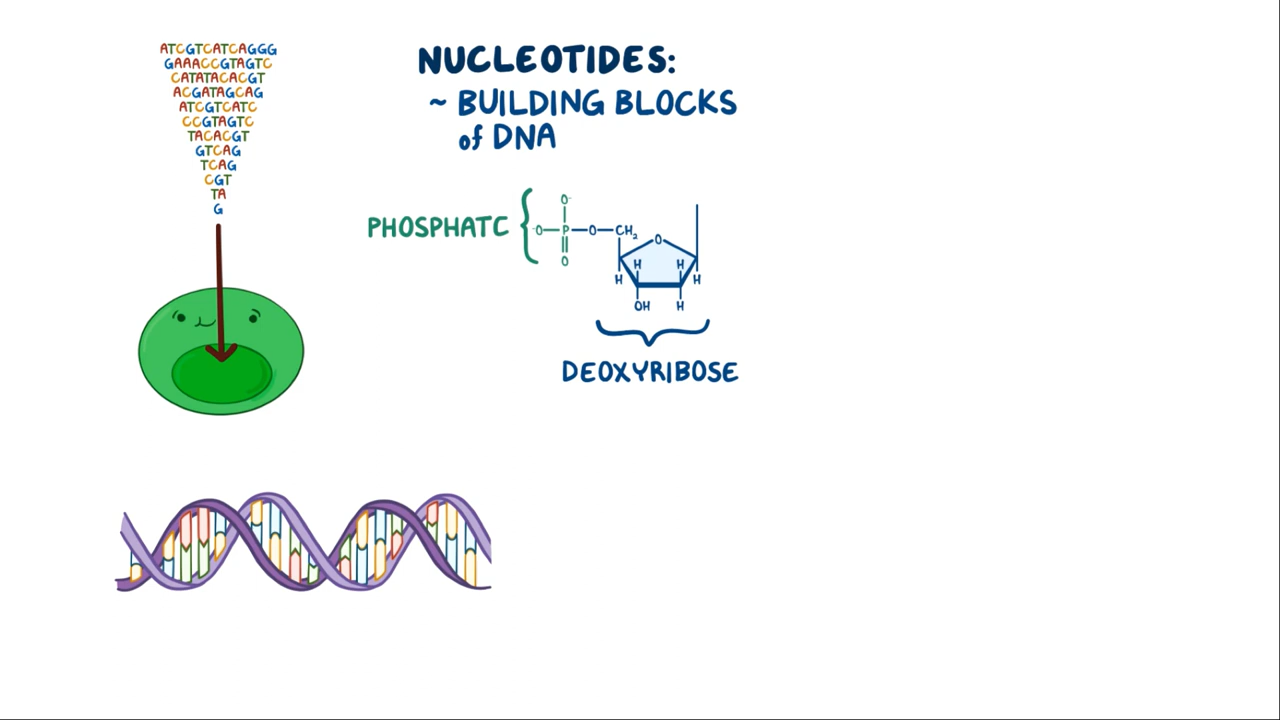 ATCGTCATCAGGG
GAAACCGTAGTC
CATATACACGT
ACGATAGCAG
ATCGTCATC
CCGTAGTC
TACACGT
GTCAG
TCAG
CGT
TA
G
NUCLEOTIDES:
~ BUILDING BLOCKS
of DNA
PHOSPHATC
O⁻
⁻O P O CH₂
O
O
H H H H
OH H
DEOXYRIBOSE